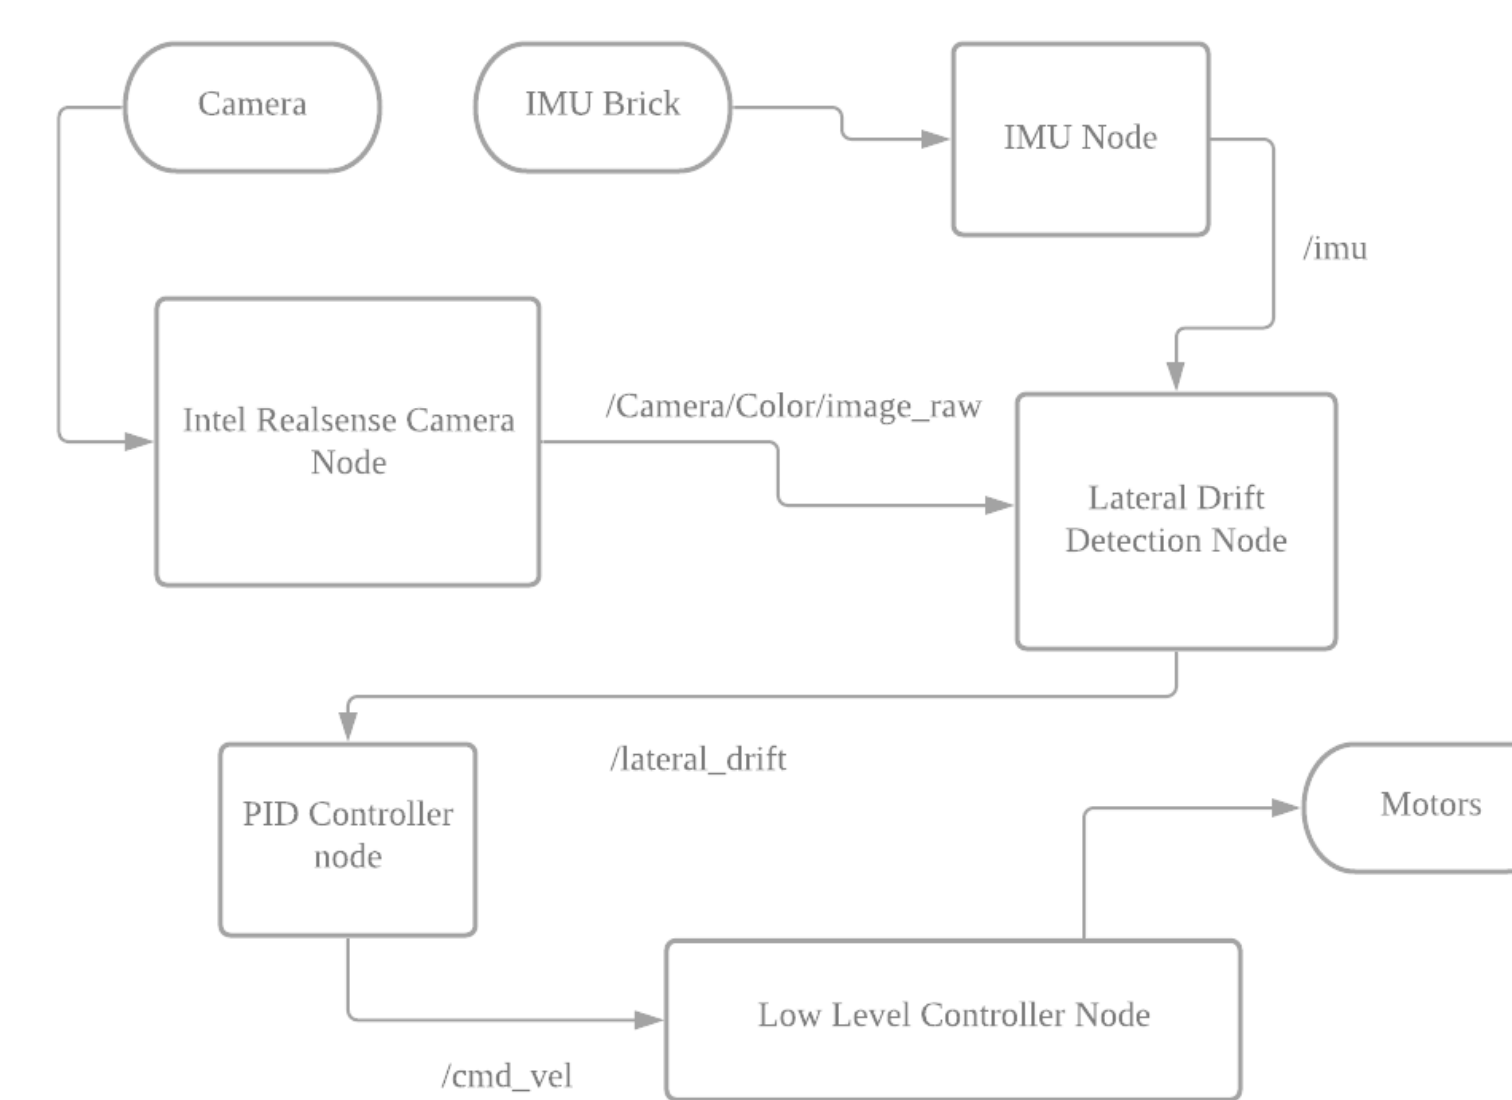 Camera
IMU Brick
IMU Node
/imu
Intel Realsense Camera
Node
/Camera/Color/image_raw
Lateral Drift
Detection Node
/lateral_drift
PID Controller
node
Motors
Low Level Controller Node
/cmd_vel